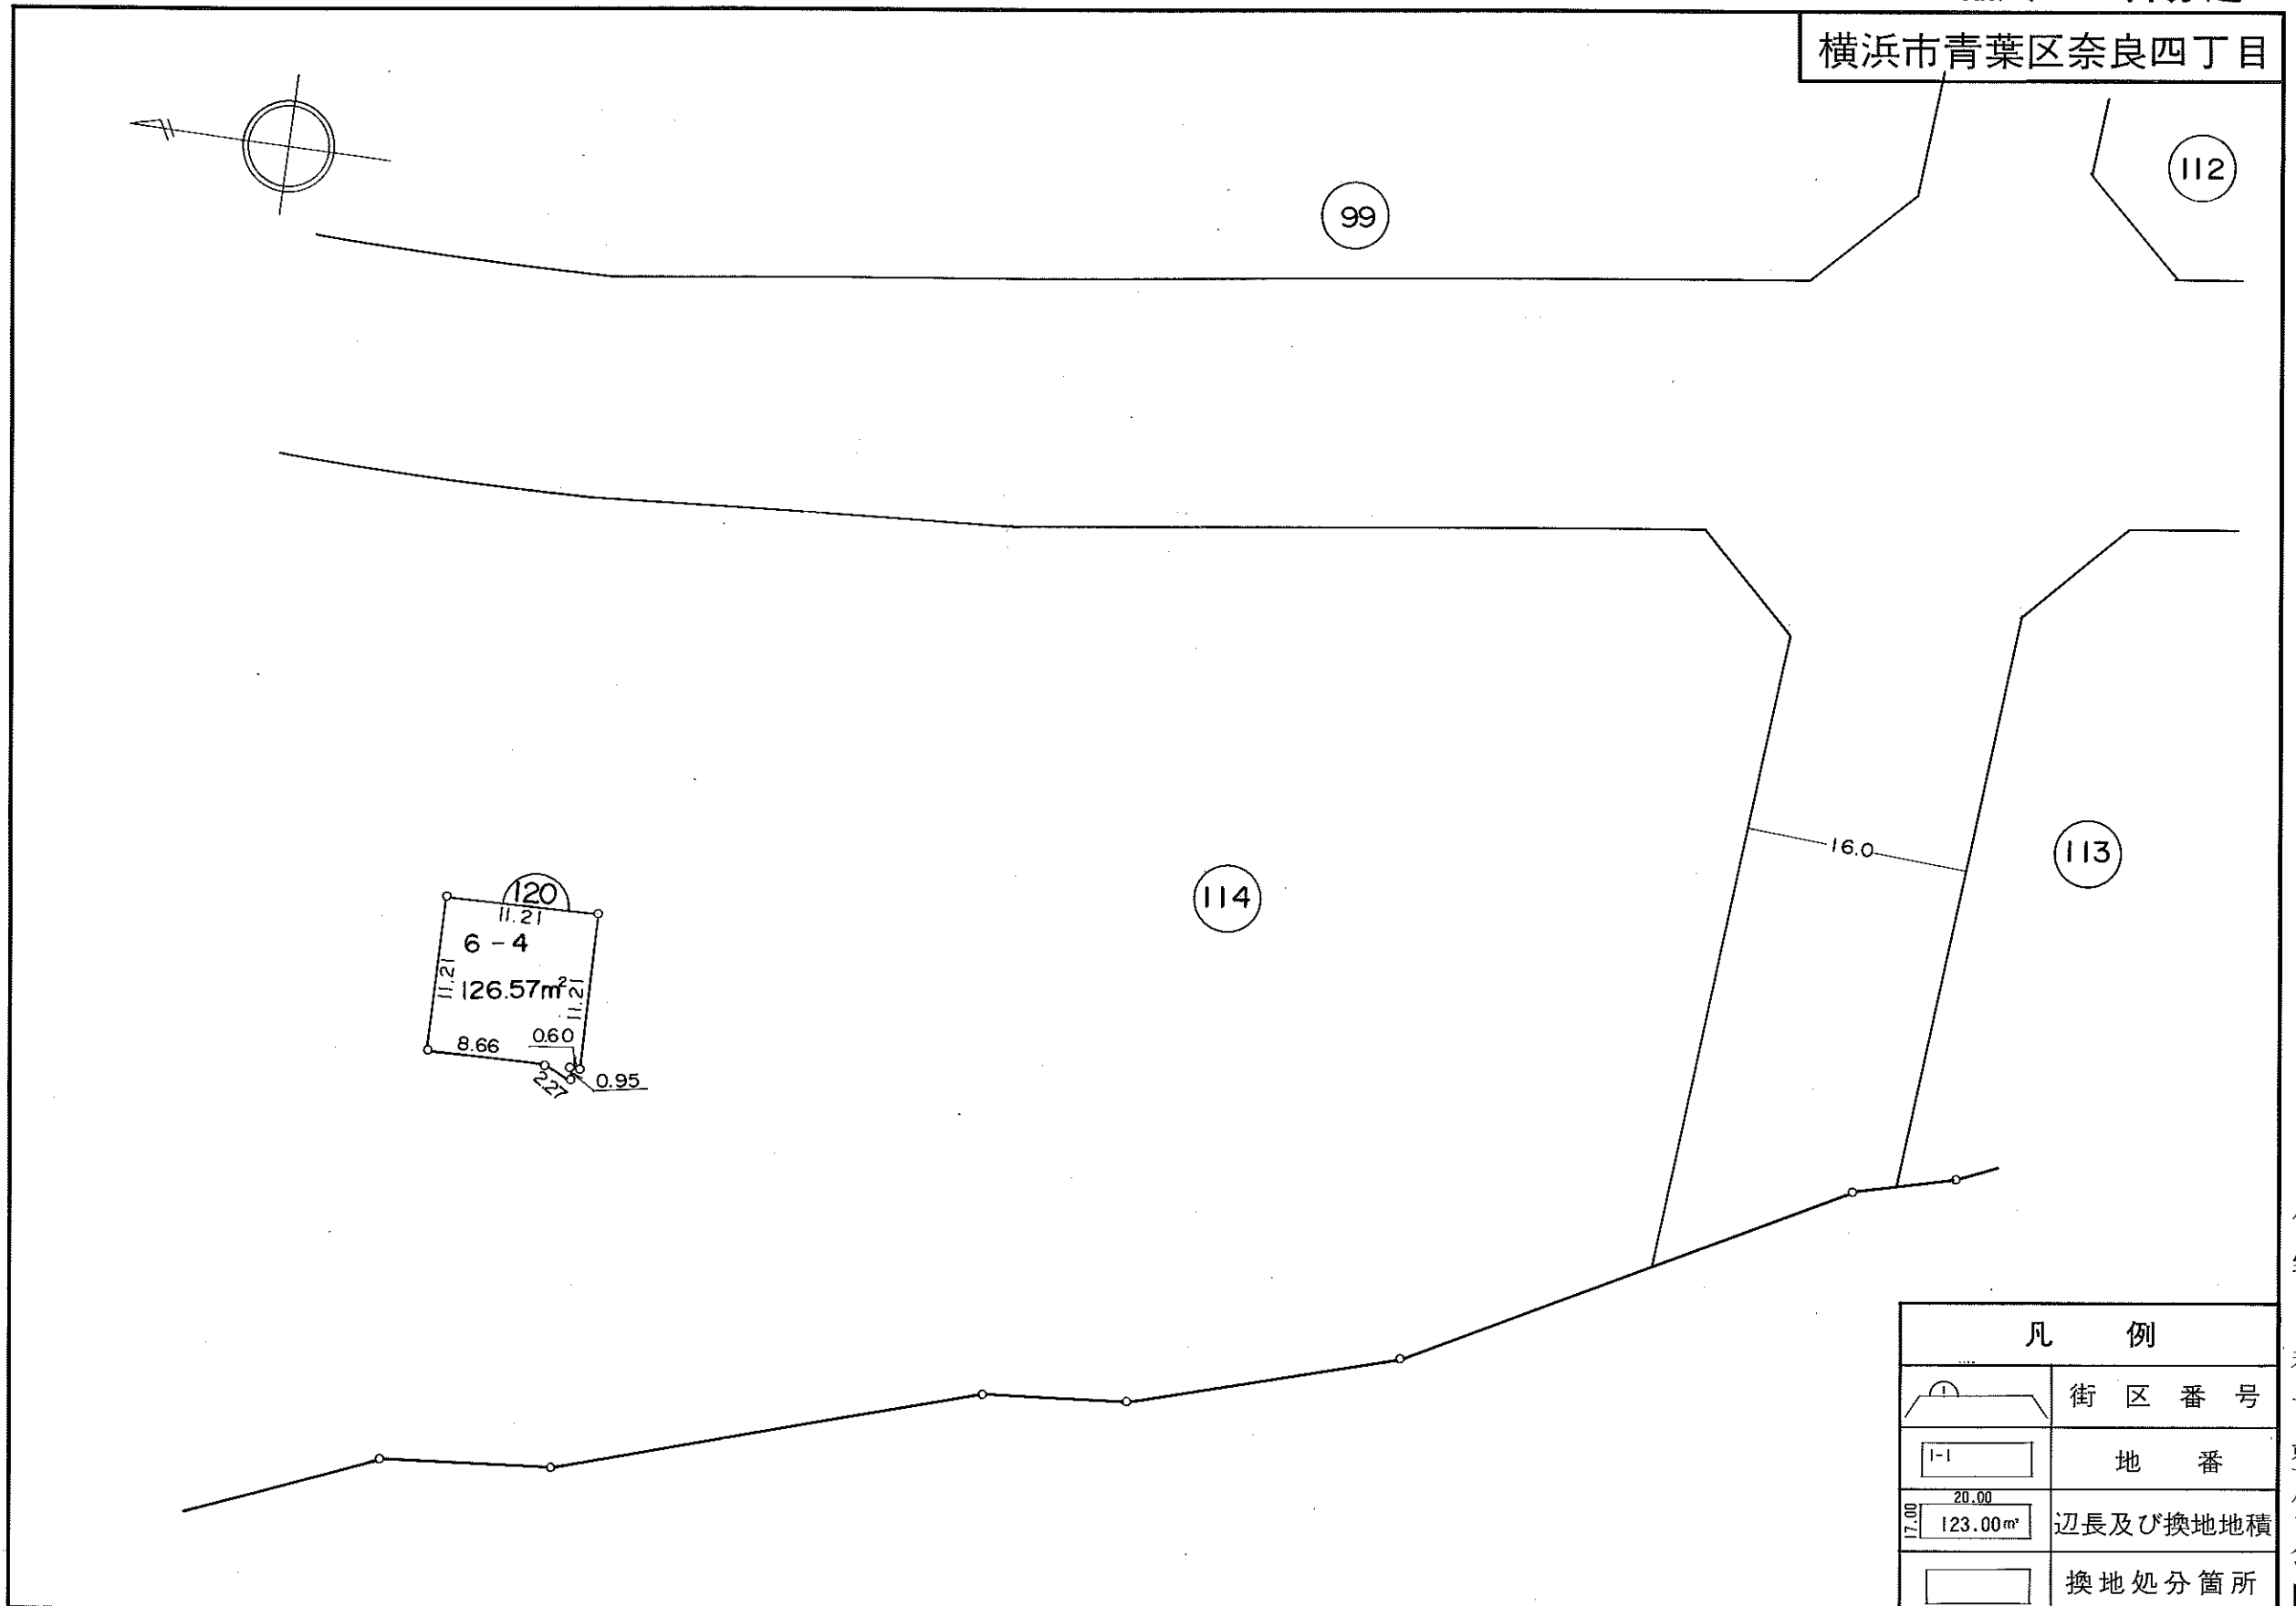 横浜市青葉区奈良四丁目
112
99
16.0
113
114
120
11.21
6-4
11.21
126.57m²
11.21
8.66
0.60
2.27
0.95
凡 例
1
街 区 番 号
1-1
地 番
20.00
17.00
123.00m²
辺長及び換地地積
換地処分箇所